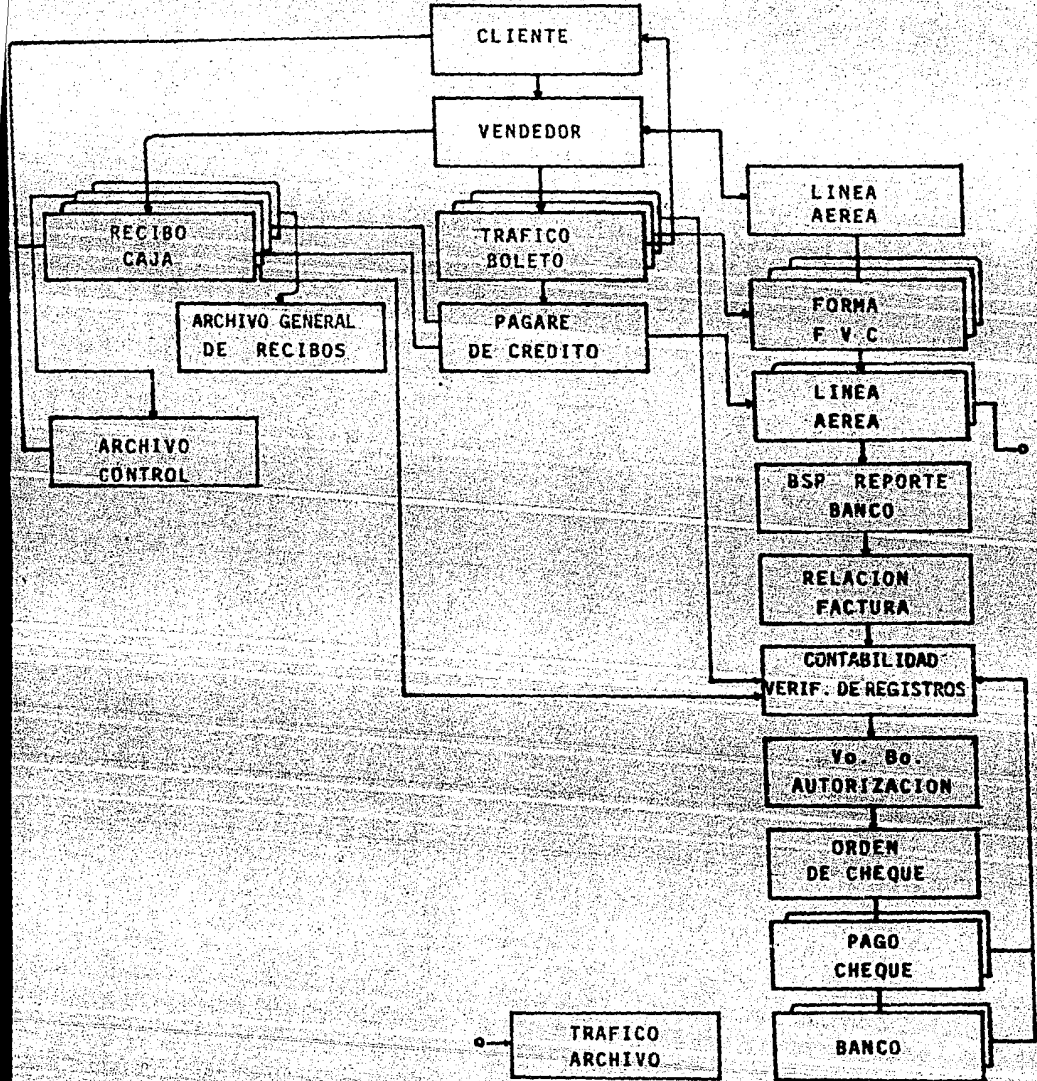 CLIENTE
VENDEDOR
LINEA
AEREA
RECIBO
CAJA
TRAFICO
BOLETO
FORMA
F V C
ARCHIVO GENERAL
DE RECIBOS
PAGARE
DE CREDITO
LINEA
AEREA
ARCHIVO
CONTROL
BSP REPORTE
BANCO
RELACION
FACTURA
CONTABILIDAD
VERIF. DE REGISTROS
Vo. Bo.
AUTORIZACION
ORDEN
DE CHEQUE
PAGO
CHEQUE
TRAFICO
ARCHIVO
BANCO